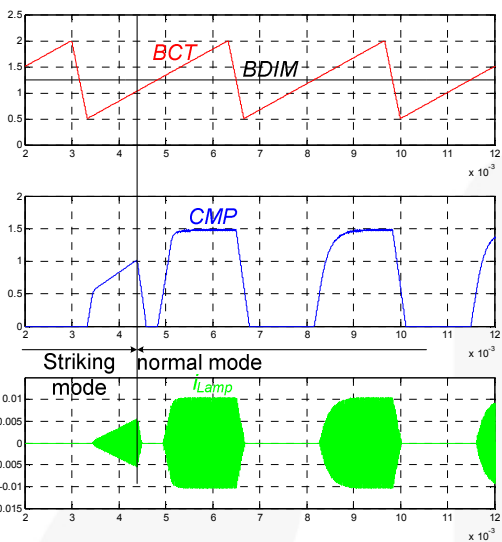 2.5
2
1.5
1
0.5
0
BCT
BDIM
2 3 4 5 6 7 8 9 10 11 12
x 10-3
2
1.5
1
0.5
0
CMP
2 3 4 5 6 7 8 9 10 11 12
x 10-3
Striking
mode
normal mode
iLamp
0.01
0.005
0
-0.005
-0.01
0.015
2 3 4 5 6 7 8 9 10 11 12
x 10-3